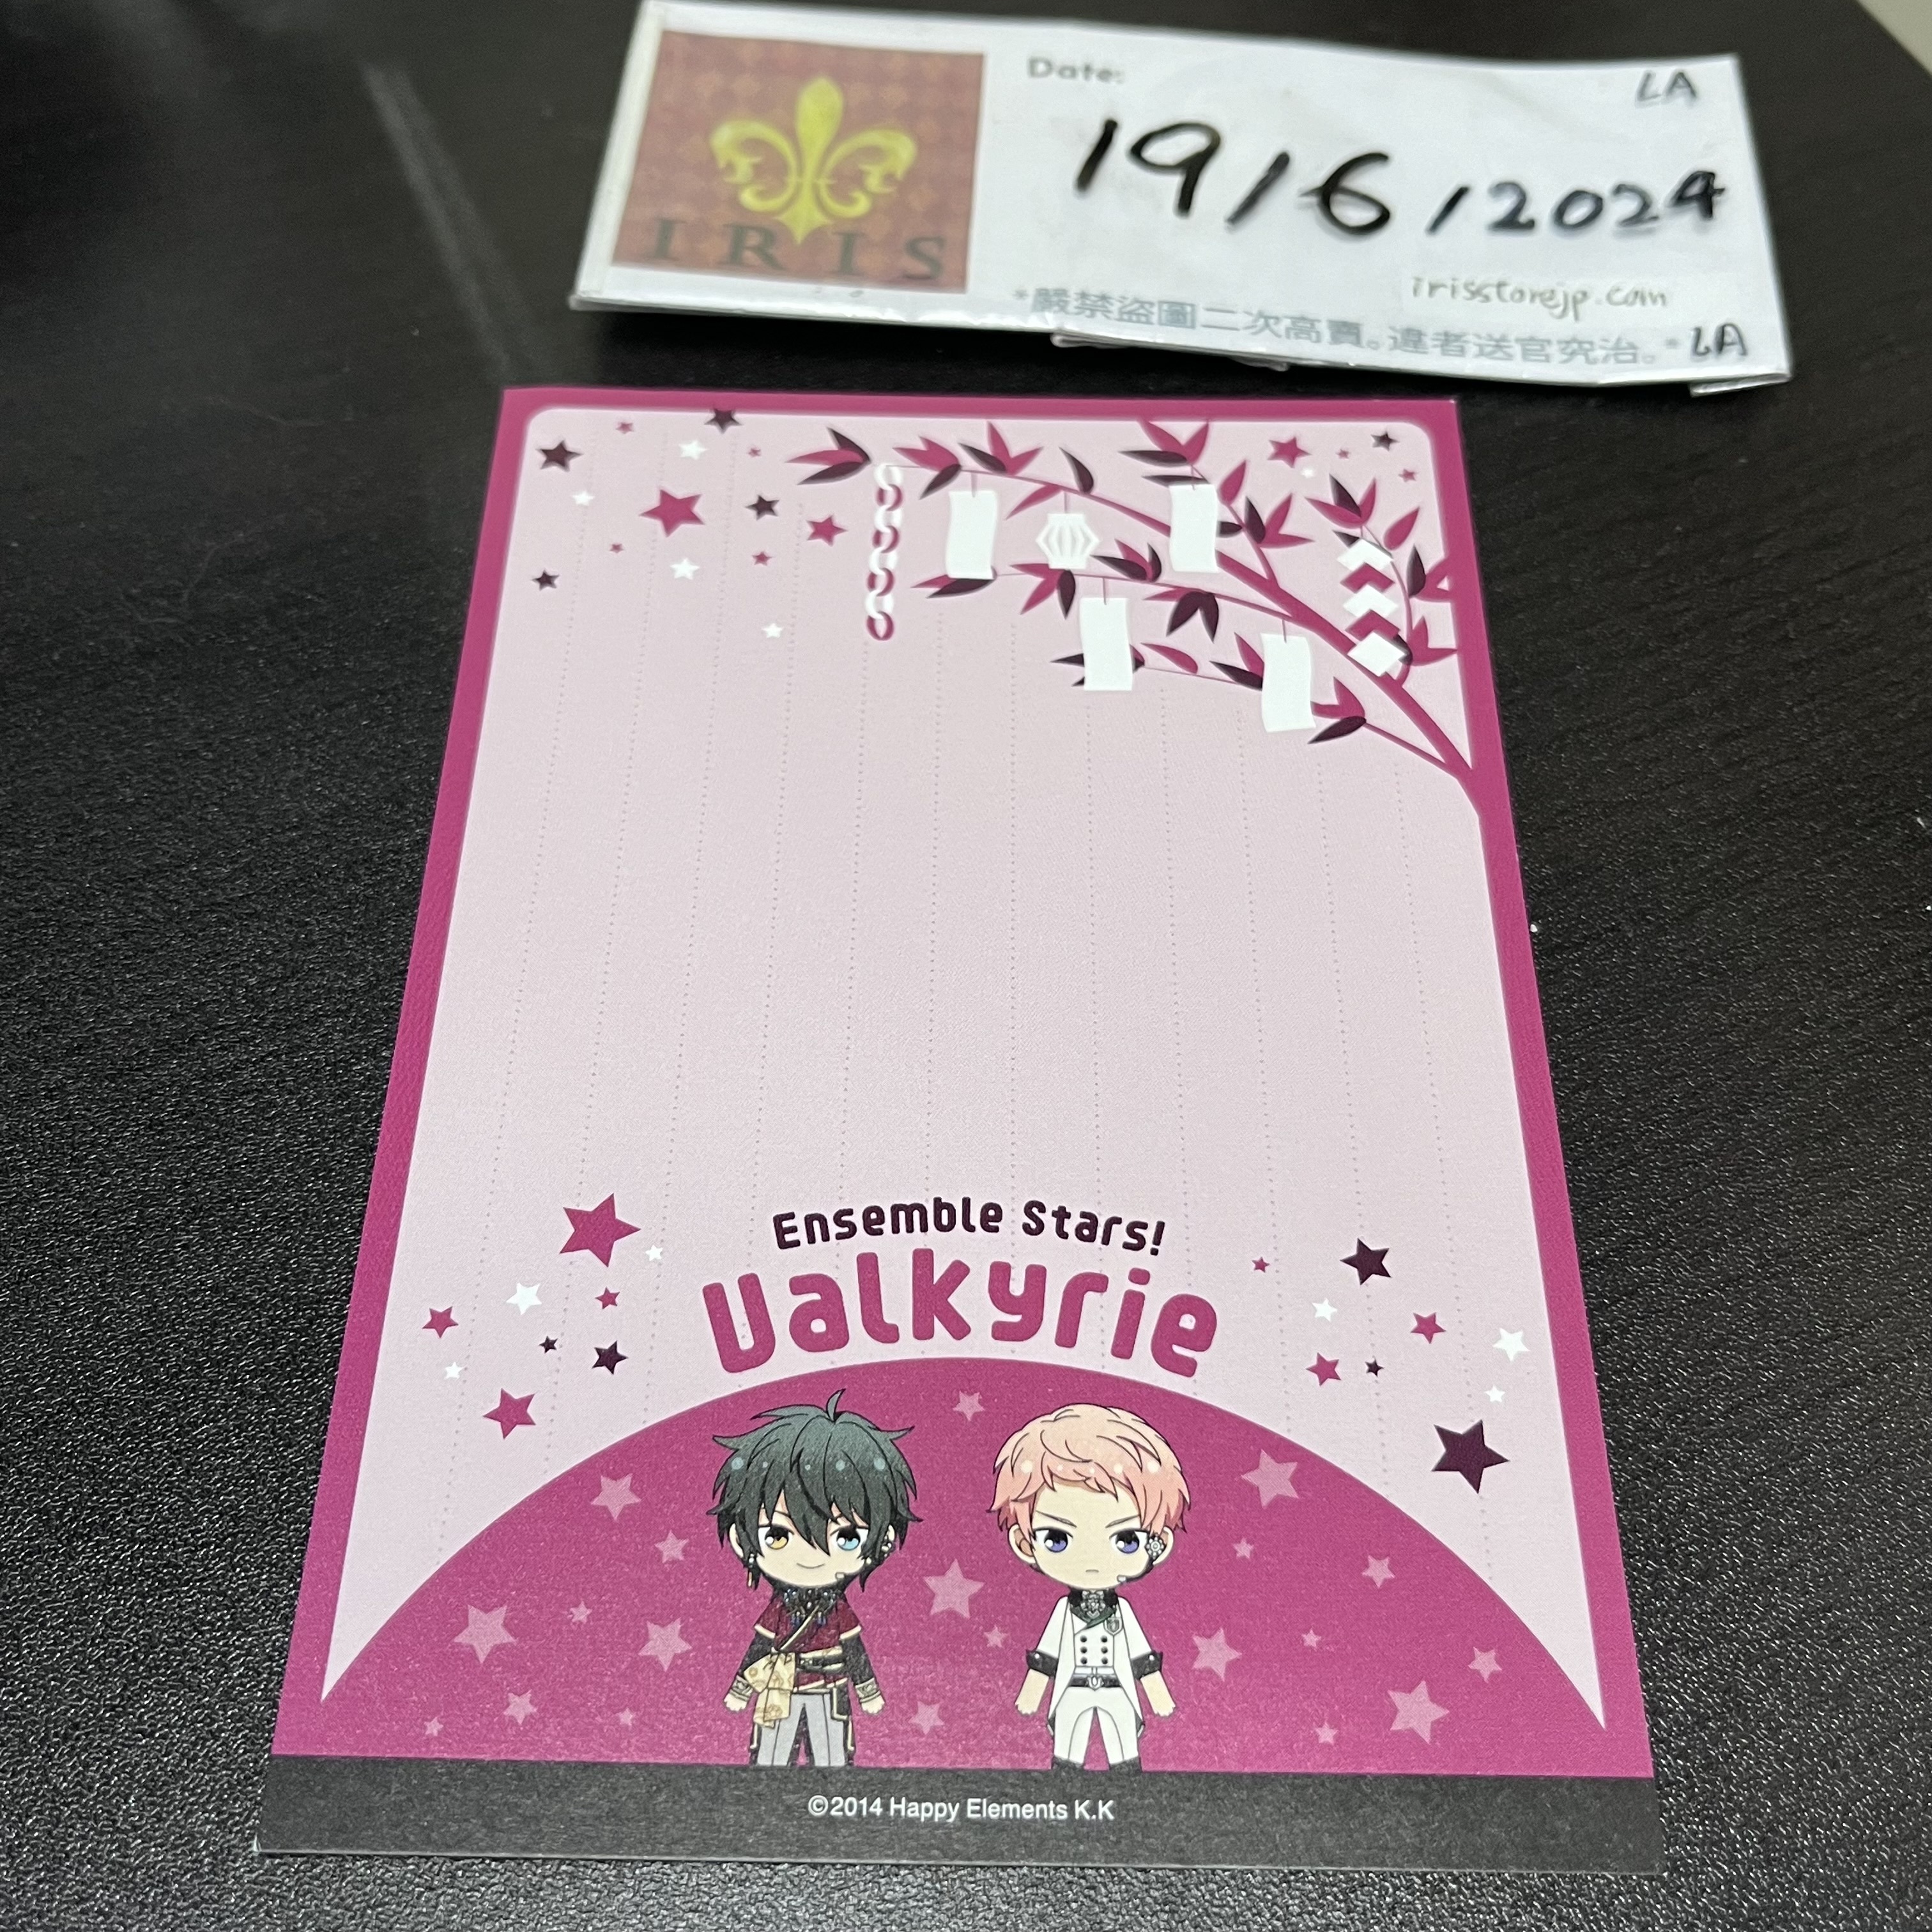 Date:
LA
19/6/2024
IRIS
irisstorejp.com
*嚴禁盜圖二次高賣。違者送官究治。*LA
Ensemble Stars!
Valkyrie
©2014 Happy Elements K.K